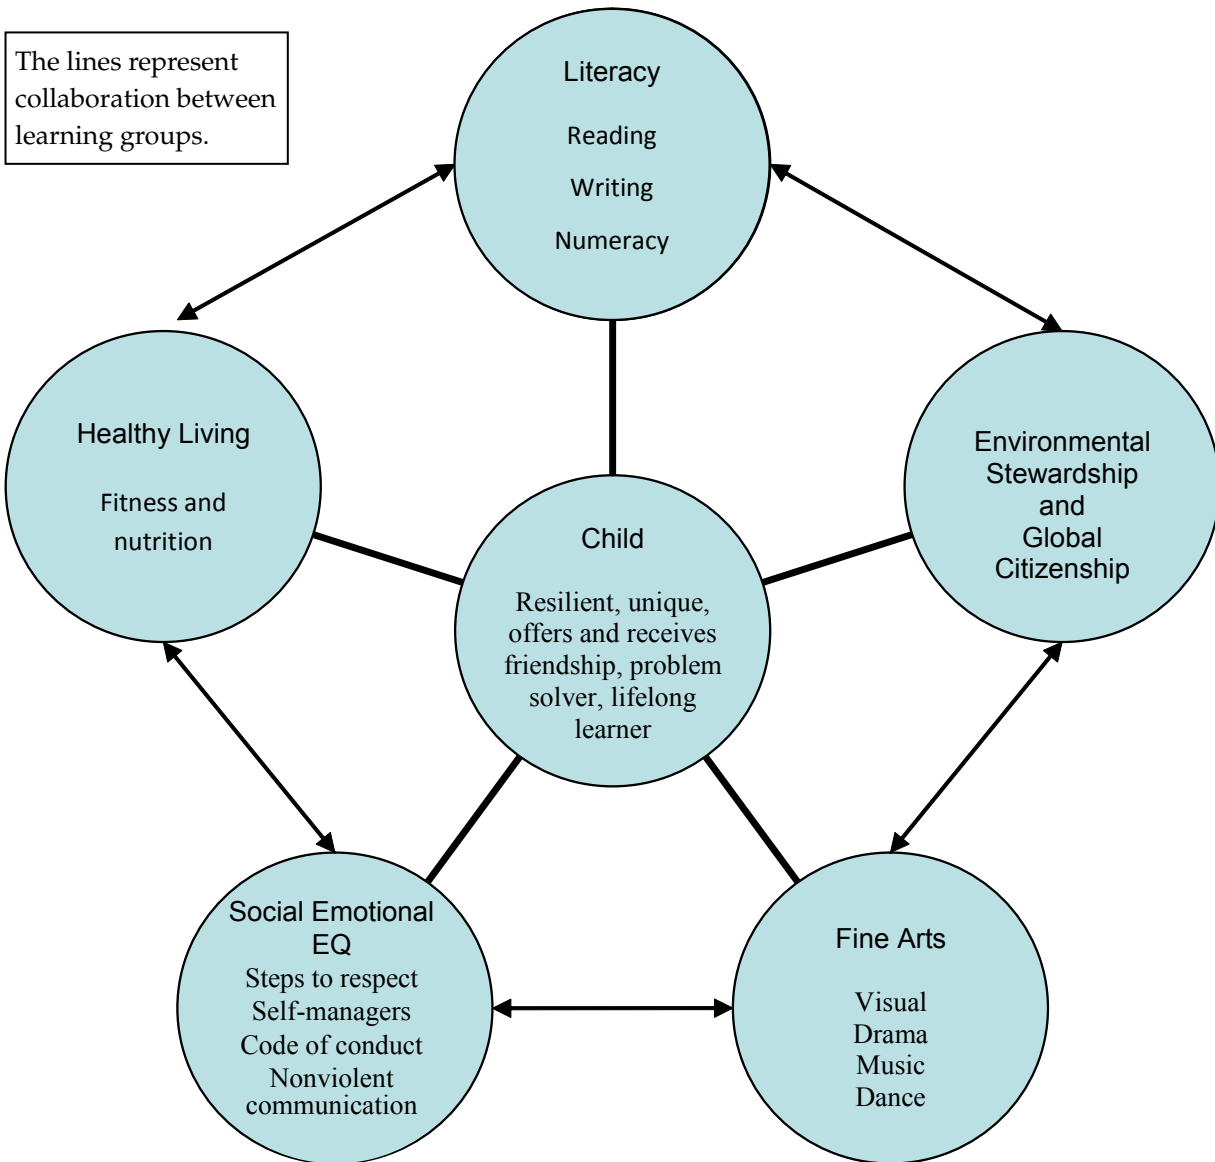 The lines represent
collaboration between
learning groups.
Literacy
Reading
Writing
Numeracy
Healthy Living
Fitness and
nutrition
Environmental
Stewardship
and
Global
Citizenship
Child
Resilient, unique,
offers and receives
friendship, problem
solver, lifelong
learner
Social Emotional
EQ
Steps to respect
Self-managers
Code of conduct
Nonviolent
communication
Fine Arts
Visual
Drama
Music
Dance